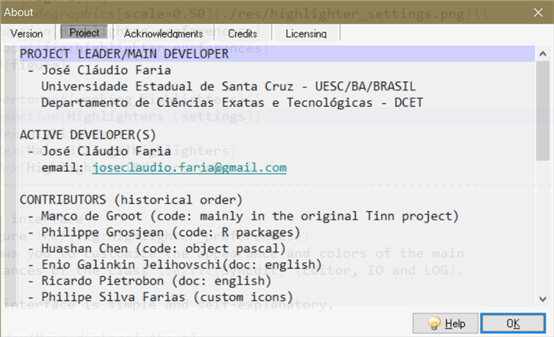 About
Version Project Acknowledgments Credits Licensing
PROJECT LEADER/MAIN DEVELOPER
- José Cláudio Faria
Universidade Estadual de Santa Cruz - UESC/BA/BRASIL
Departamento de Ciências Exatas e Tecnológicas - DCET
ACTIVE DEVELOPER(S)
- José Cláudio Faria
email: joseclaudio.faria@gmail.com
CONTRIBUTORS (historical order)
- Marco de Groot (code: mainly in the original Tinn project)
- Philippe Grosjean (code: R packages)
- Huashan Chen (code: object pascal)
- Enio Galinkin Jelihovschi(doc: english)
- Ricardo Pietrobon (doc: english)
- Philipe Silva Farias (custom icons)
Help OK